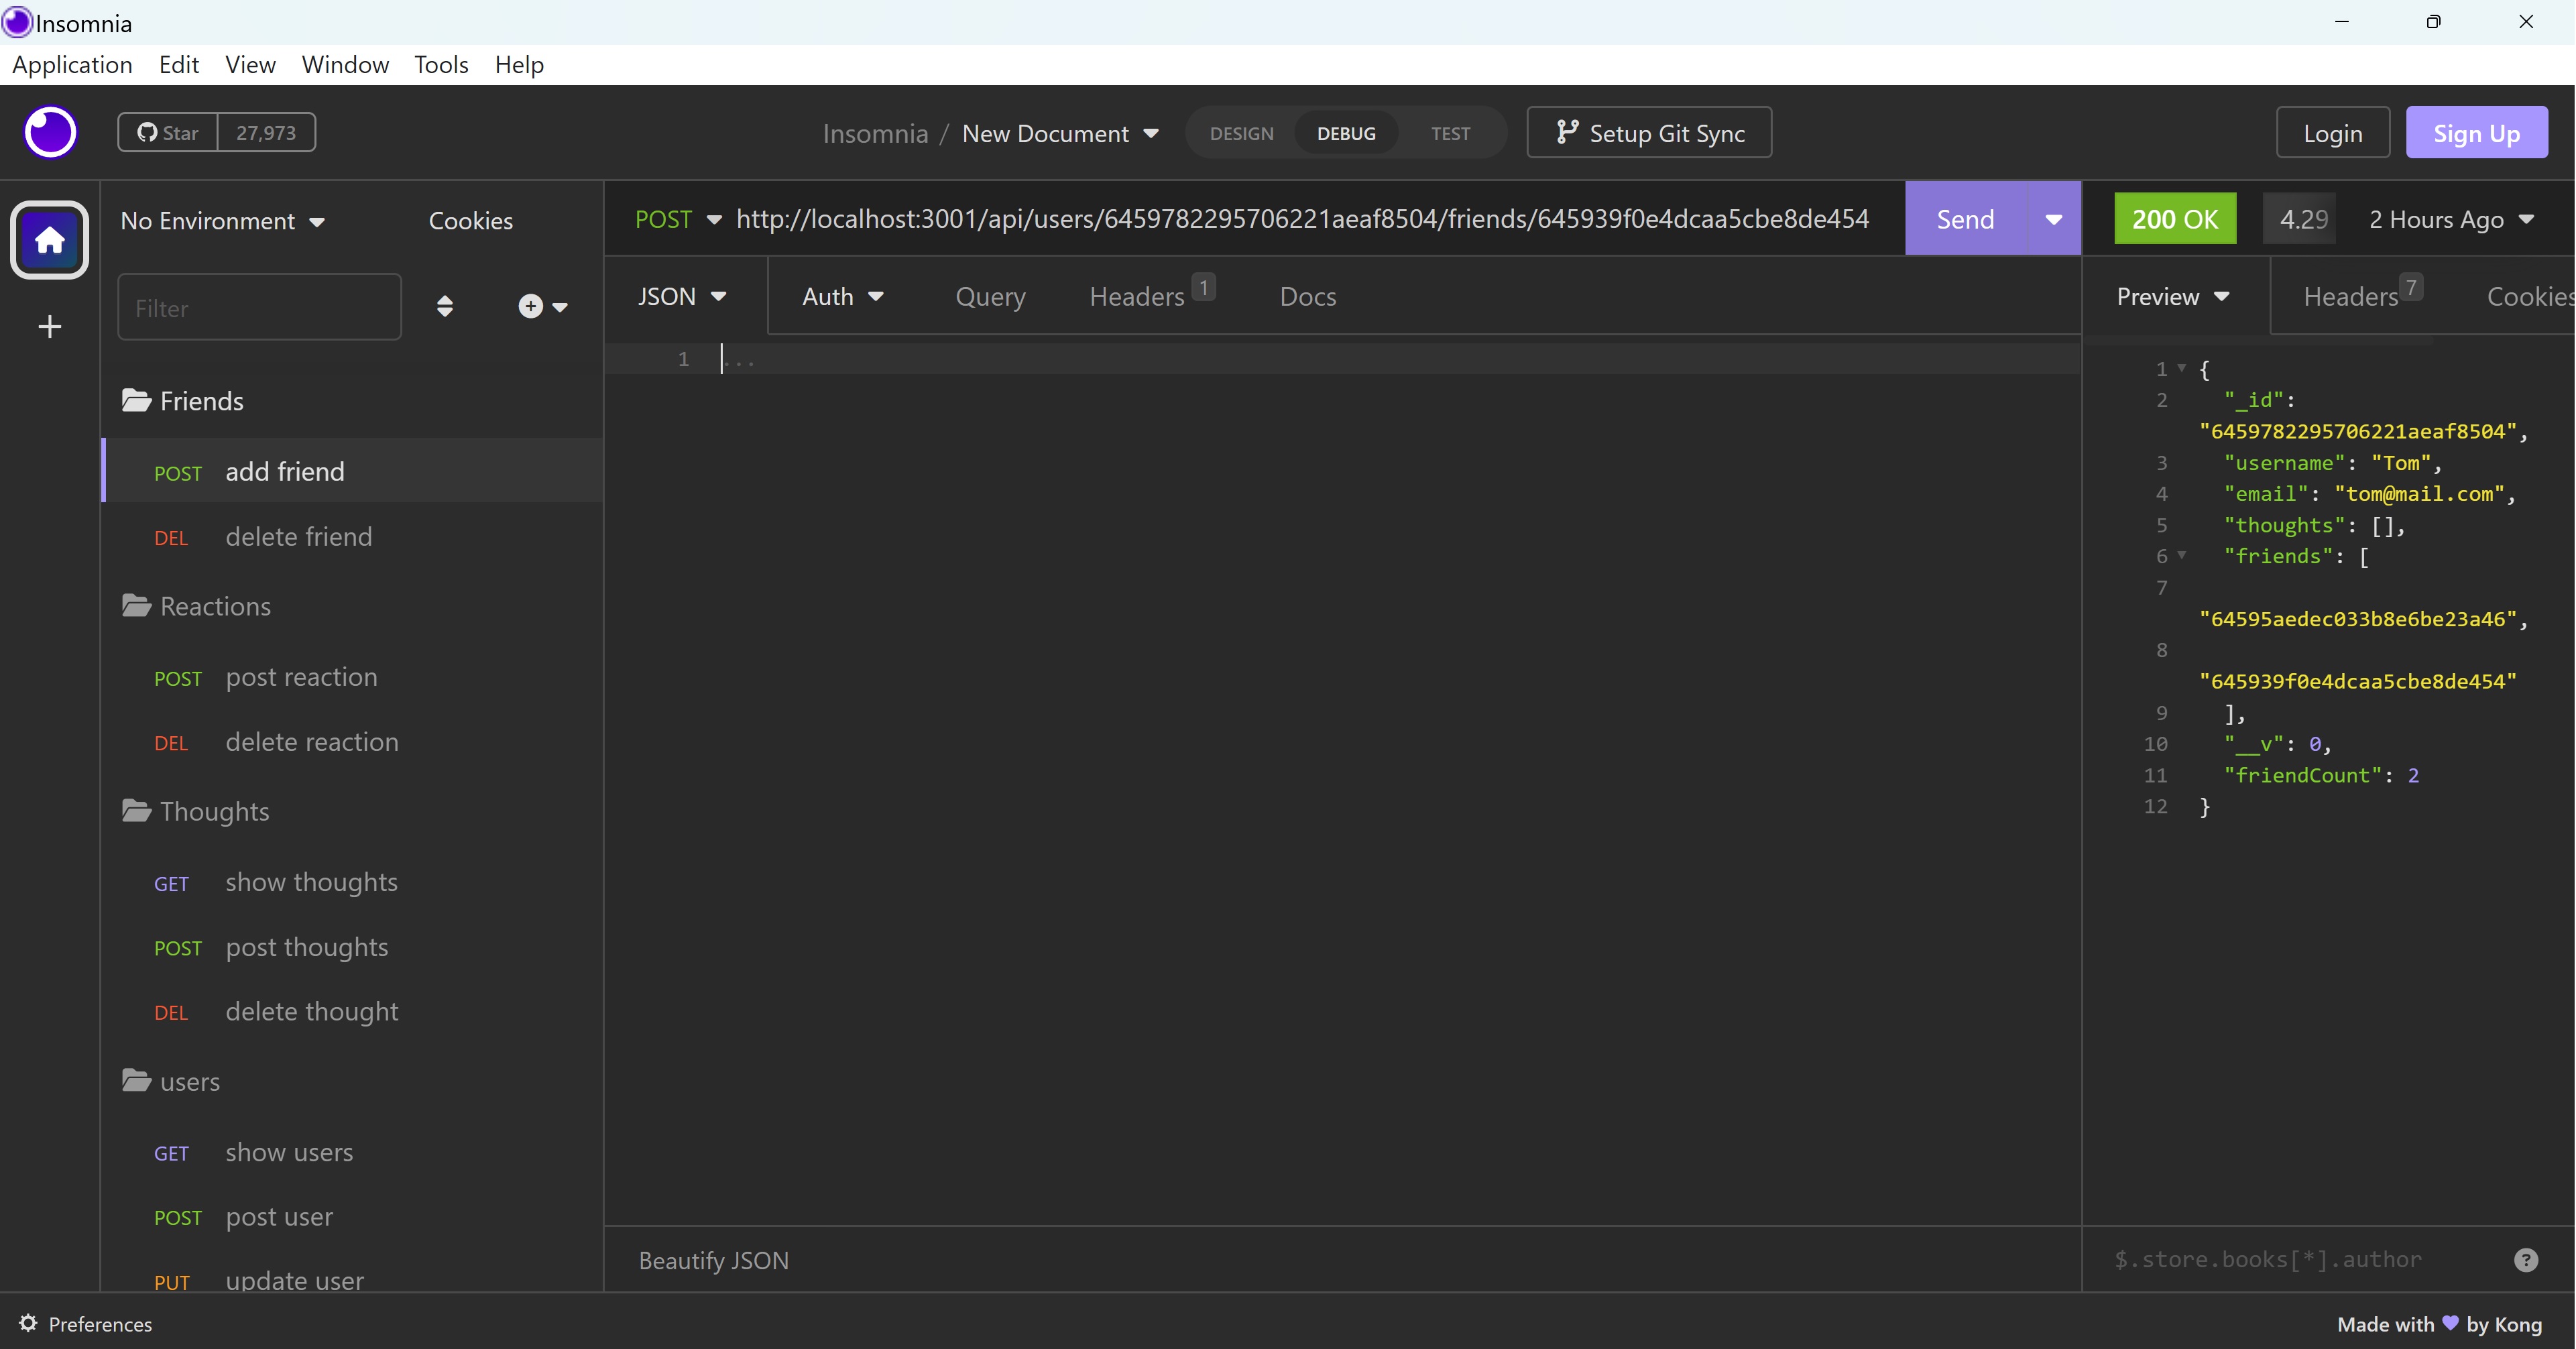 Insomnia
Application Edit View Window Tools Help
Star 27,973
Insomnia / New Document DESIGN DEBUG TEST Setup Git Sync
Login Sign Up
No Environment Cookies
Filter
Friends
POST add friend
DEL delete friend
Reactions
POST post reaction
DEL delete reaction
Thoughts
GET show thoughts
POST post thoughts
DEL delete thought
users
GET show users
POST post user
PUT update user
POST http://localhost:3001/api/users/6459782295706221aeaf8504/friends/645939f0e4dcaa5cbe8de454 Send
JSON Auth Query Headers 1 Docs
1 ...
Beautify JSON
200 OK 4.29 2 Hours Ago
Preview Headers 7 Cookies
1 {
2 "_id":
"6459782295706221aeaf8504",
3 "username": "Tom",
4 "email": "tom@mail.com",
5 "thoughts": [],
6 "friends": [
7
"64595aedec033b8e6be23a46",
8
"645939f0e4dcaa5cbe8de454"
9 ],
10 "__v": 0,
11 "friendCount": 2
12 }
$.store.books[*].author ?
Preferences
Made with 💜 by Kong